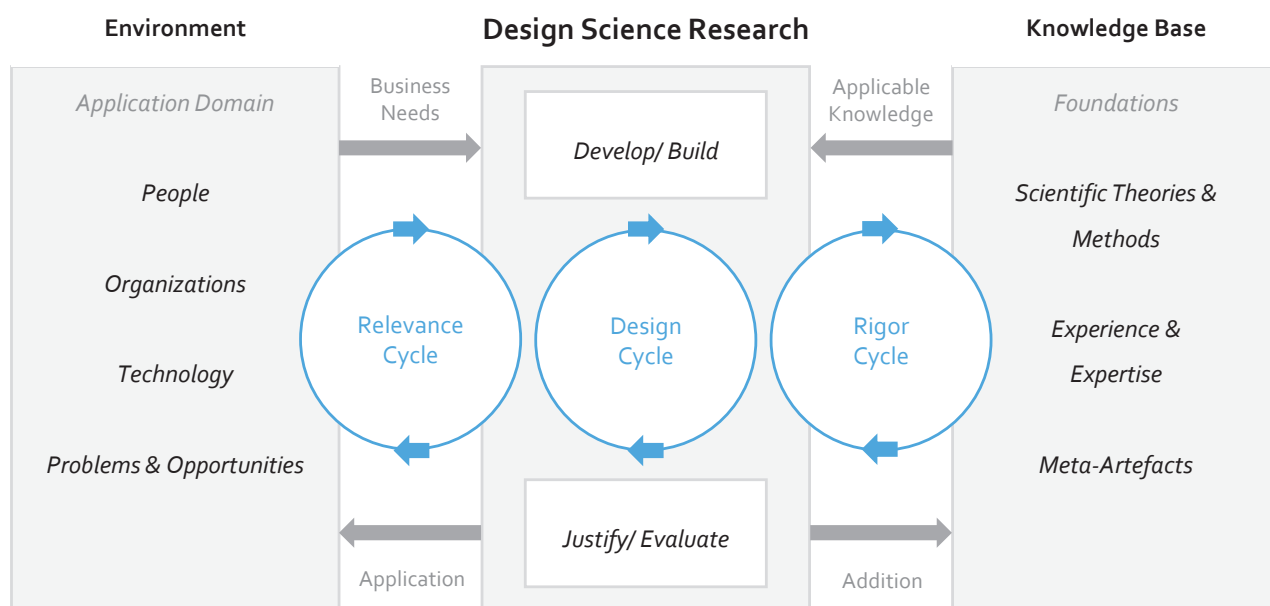 Environment
Design Science Research
Knowledge Base
Application Domain
People
Organizations
Technology
Problems & Opportunities
Business
Needs
Relevance
Cycle
Application
Develop/ Build
Design
Cycle
Justify/ Evaluate
Applicable
Knowledge
Rigor
Cycle
Addition
Foundations
Scientific Theories &
Methods
Experience &
Expertise
Meta-Artefacts